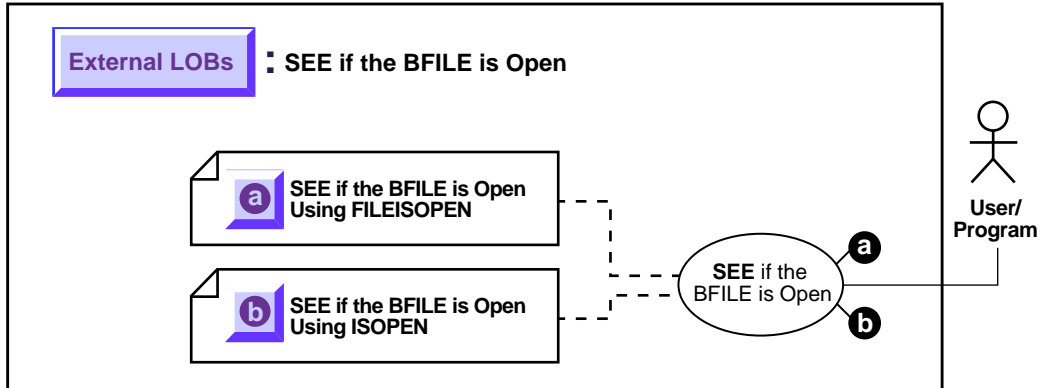 External LOBs : SEE if the BFILE is Open
a SEE if the BFILE is Open
Using FILEISOPEN
b SEE if the BFILE is Open
Using ISOPEN
SEE if the
BFILE is Open
a
b
User/
Program